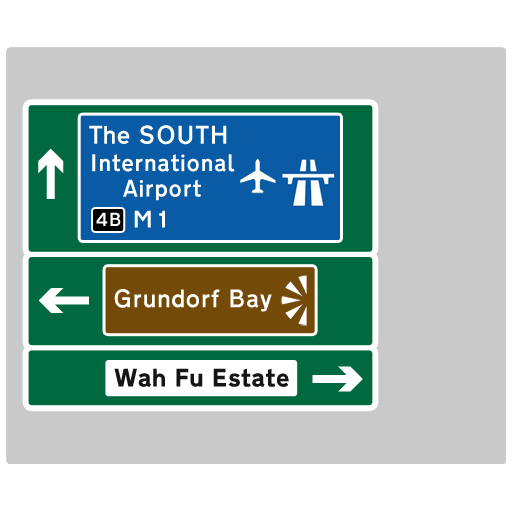 The SOUTH
International
Airport
4B M1
Grundorf Bay
Wah Fu Estate